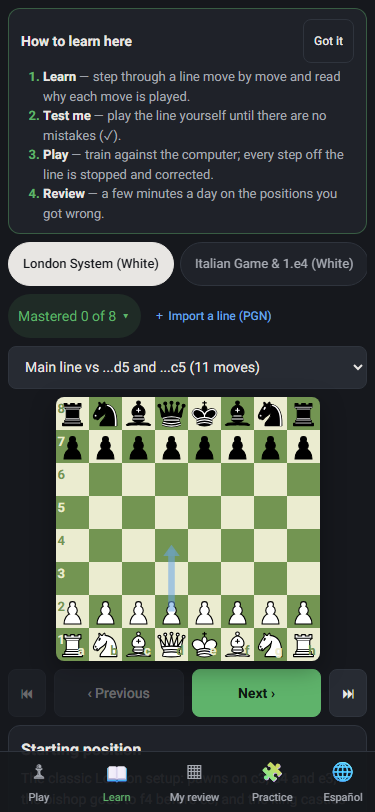 How to learn here
Got it
1. Learn — step through a line move by move and read
why each move is played.
2. Test me — play the line yourself until there are no
mistakes (✓).
3. Play — train against the computer; every step off the
line is stopped and corrected.
4. Review — a few minutes a day on the positions you
got wrong.
London System (White)
Italian Game & 1.e4 (White)
Mastered 0 of 8 ▾
+ Import a line (PGN)
Main line vs ...d5 and ...c5 (11 moves)
8
7
6
5
4
3
2
1
‹ Previous
Next ›
Starting position
Play
Learn
My review
Practice
Español